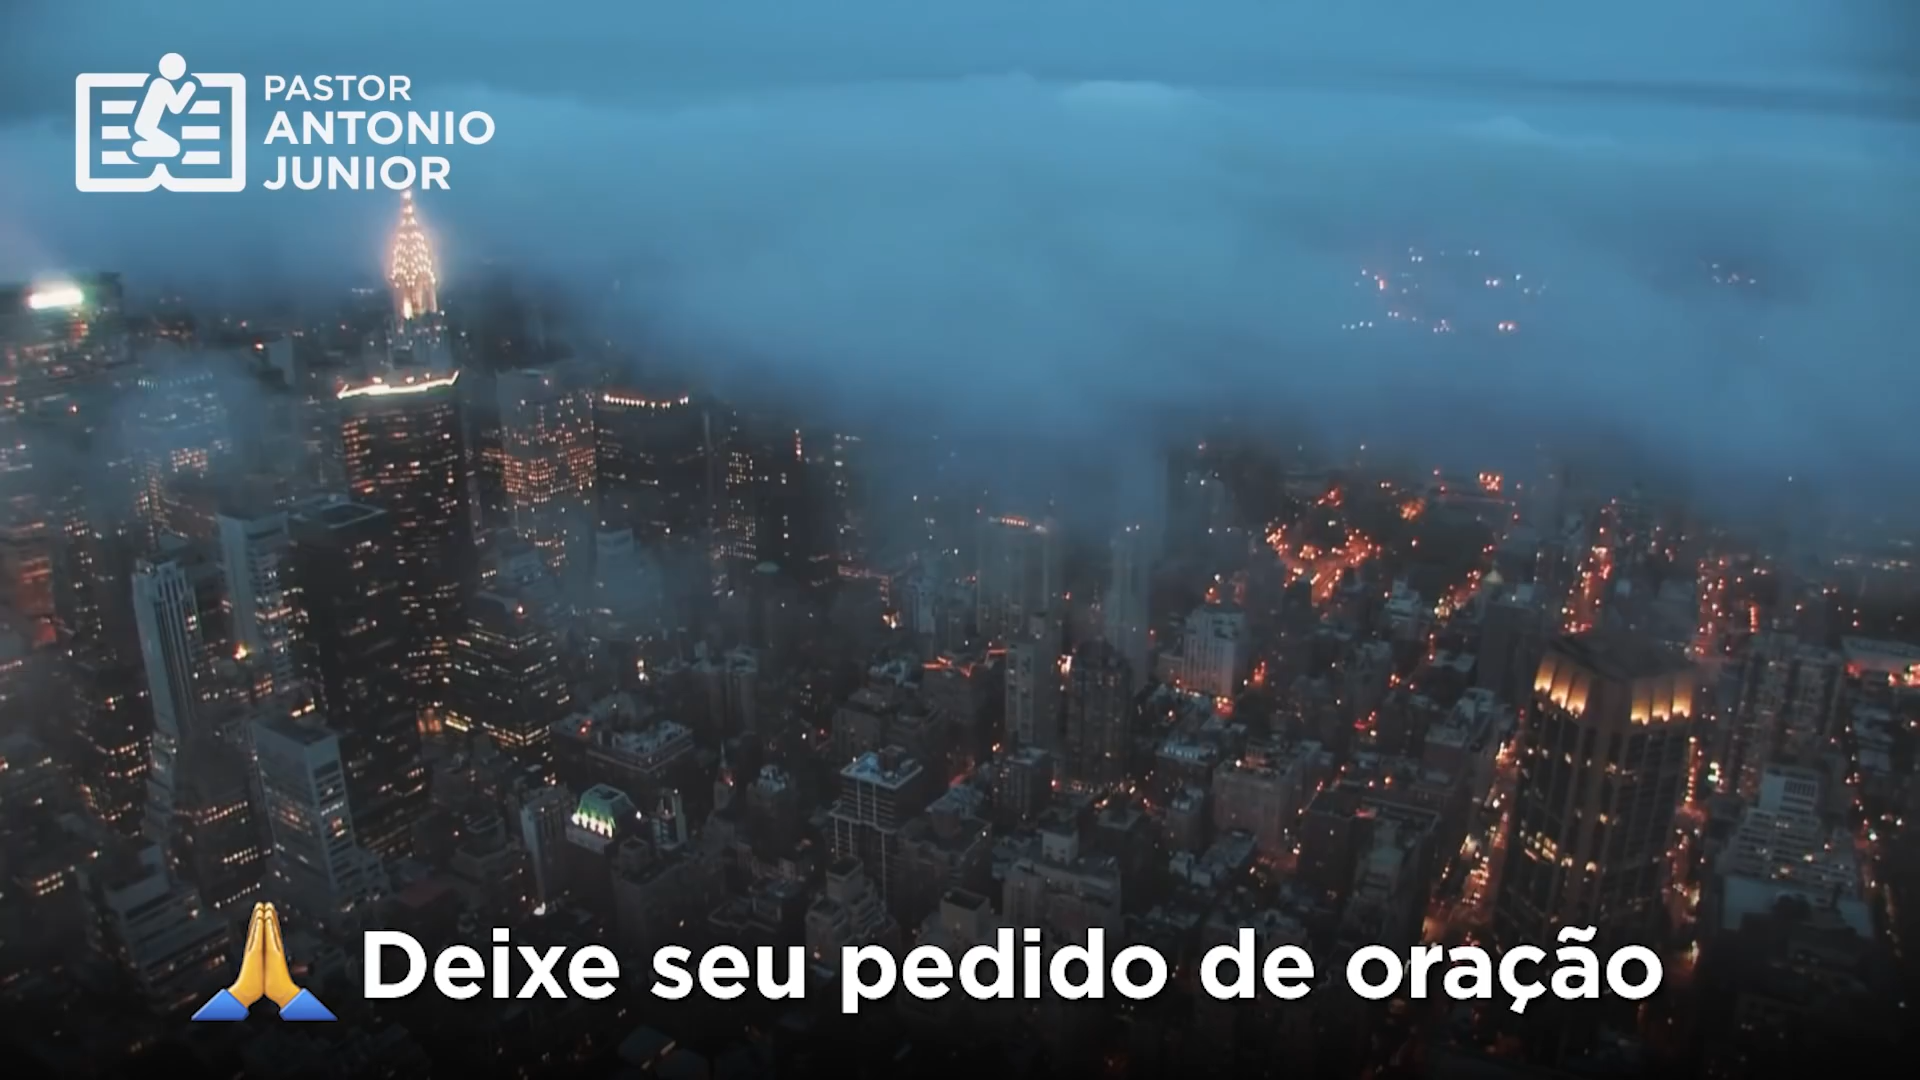 PASTOR
ANTONIO
JUNIOR
🙏 Deixe seu pedido de oração